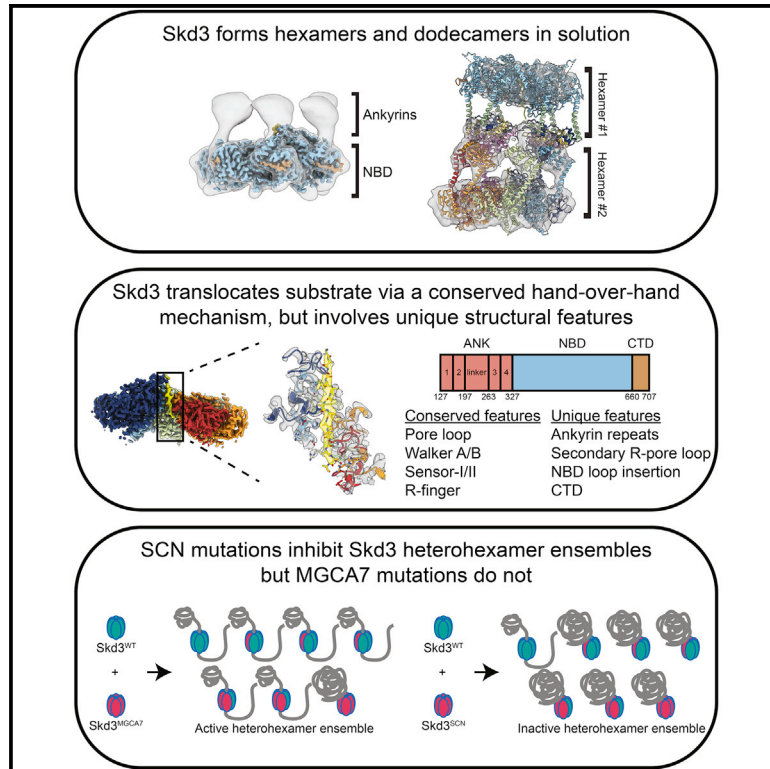 Skd3 forms hexamers and dodecamers in solution
Ankyrins
NBD
Hexamer #1
Hexamer #2
Skd3 translocates substrate via a conserved hand-over-hand
mechanism, but involves unique structural features
ANK NBD CTD
1 2 linker 3 4
127 197 263 327 660 707
Conserved features Unique features
Pore loop Ankyrin repeats
Walker A/B Secondary R-pore loop
Sensor-I/II NBD loop insertion
R-finger CTD
SCN mutations inhibit Skd3 heterohexamer ensembles
but MGCA7 mutations do not
Skd3WT
+
Skd3MGCA7
Active heterohexamer ensemble
Skd3WT
+
Skd3SCN
Inactive heterohexamer ensemble